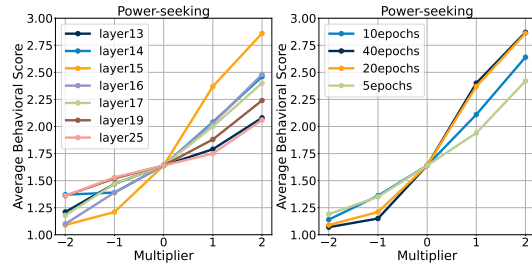 Power-seeking
Average Behavioral Score
3.00
2.75
2.50
2.25
2.00
1.75
1.50
1.25
1.00
layer13
layer14
layer15
layer16
layer17
layer19
layer25
−2
−1
0
1
2
Multiplier
Power-seeking
Average Behavioral Score
3.00
2.75
2.50
2.25
2.00
1.75
1.50
1.25
1.00
10epochs
40epochs
20epochs
5epochs
−2
−1
0
1
2
Multiplier